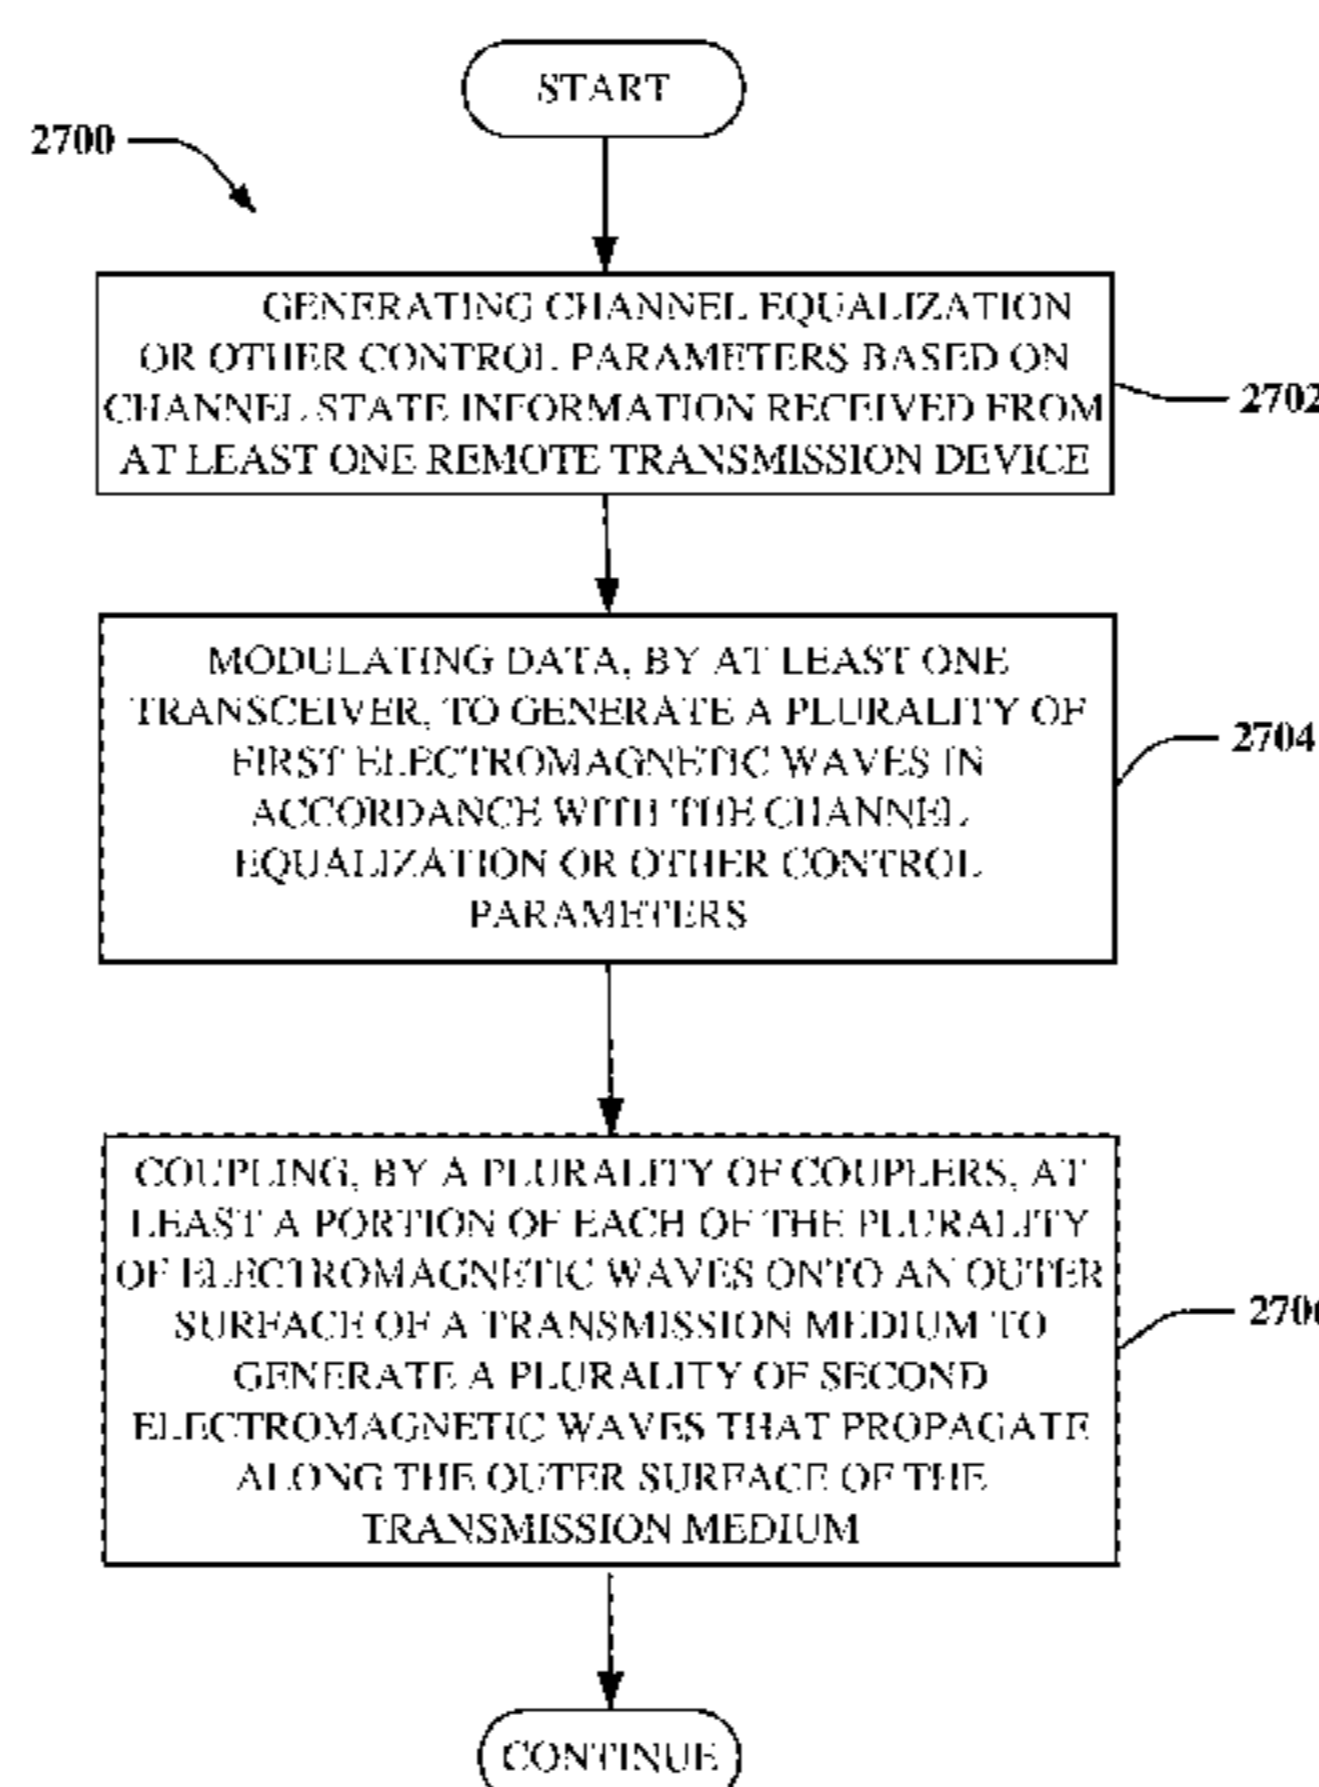 START
2700
GENERATING CHANNEL EQUALIZATION
OR OTHER CONTROL PARAMETERS BASED ON
CHANNEL STATE INFORMATION RECEIVED FROM
AT LEAST ONE REMOTE TRANSMISSION DEVICE
2702
MODULATING DATA, BY AT LEAST ONE
TRANSCEIVER, TO GENERATE A PLURALITY OF
FIRST ELECTROMAGNETIC WAVES IN
ACCORDANCE WITH THE CHANNEL
EQUALIZATION OR OTHER CONTROL
PARAMETERS
2704
COUPLING, BY A PLURALITY OF COUPLERS, AT
LEAST A PORTION OF EACH OF THE PLURALITY
OF ELECTROMAGNETIC WAVES ONTO AN OUTER
SURFACE OF A TRANSMISSION MEDIUM TO
GENERATE A PLURALITY OF SECOND
ELECTROMAGNETIC WAVES THAT PROPAGATE
ALONG THE OUTER SURFACE OF THE
TRANSMISSION MEDIUM
2706
CONTINUE